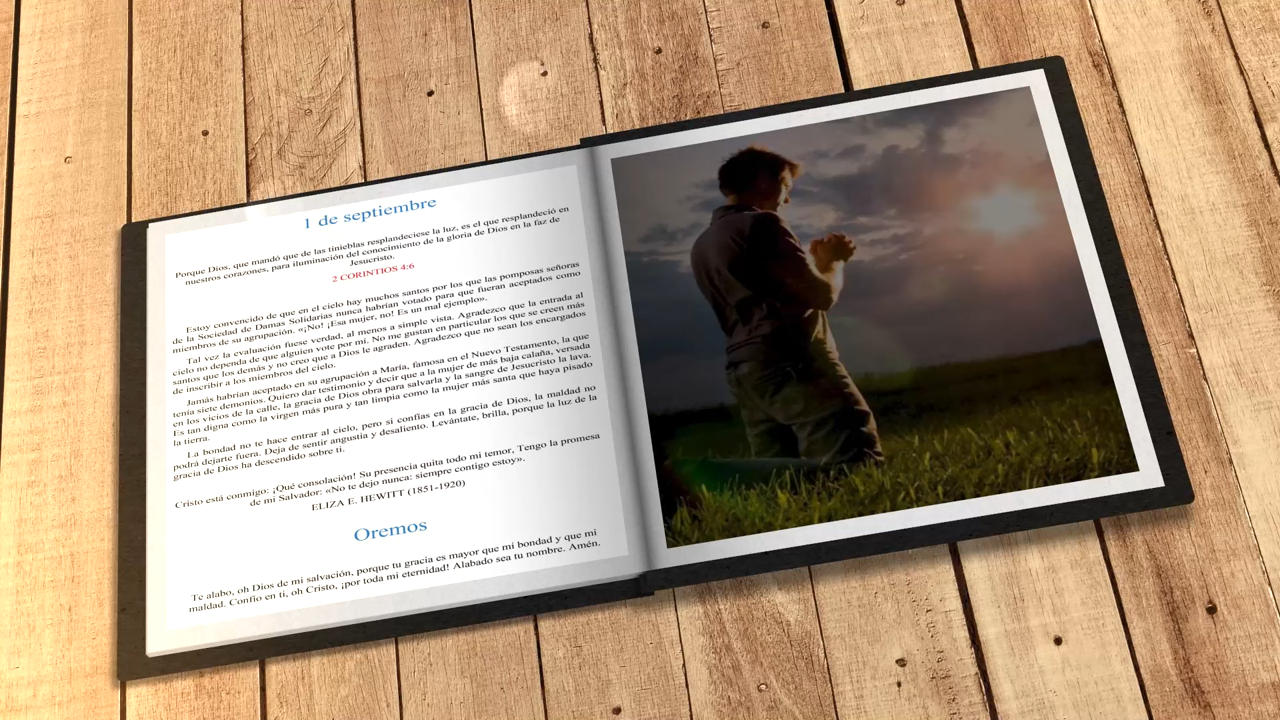 1 de septiembre
Porque Dios, que mandó que de las tinieblas resplandeciese la luz, es el que resplandeció en
nuestros corazones, para iluminación del conocimiento de la gloria de Dios en la faz de
Jesucristo.
2 CORINTIOS 4:6
Estoy convencido de que en el cielo hay muchos santos por los que las pomposas señoras
de la Sociedad de Damas Solidarias nunca habrían votado para que fueran aceptados como
miembros de su agrupación. «¡No! ¡Esa mujer, no! Es un mal ejemplo».
Tal vez la evaluación fuese verdad, al menos a simple vista. Agradezco que la entrada al
cielo no dependa de que alguien vote por mí. No me gustan en particular los que se creen más
santos que los demás y no creo que a Dios le agraden. Agradezco que no sean los encargados
de inscribir a los miembros del cielo.
Jamás habrían aceptado en su agrupación a María, famosa en el Nuevo Testamento, la que
tenía siete demonios. Quiero dar testimonio y decir que a la mujer de más baja calaña, versada
en los vicios de la calle, la gracia de Dios obra para salvarla y la sangre de Jesucristo la lava.
Es tan digna como la virgen más pura y tan limpia como la mujer más santa que haya pisado
la tierra.
La bondad no te hace entrar al cielo, pero si confías en la gracia de Dios, la maldad no
podrá dejarte fuera. Deja de sentir angustia y desaliento. Levántate, brilla, porque la luz de la
gracia de Dios ha descendido sobre ti.
Cristo está conmigo: ¡Qué consolación! Su presencia quita todo mi temor, Tengo la promesa
de mi Salvador: «No te dejo nunca: siempre contigo estoy».
ELIZA E. HEWITT (1851-1920)
Oremos
Te alabo, oh Dios de mi salvación, porque tu gracia es mayor que mi bondad y que mi
maldad. Confío en ti, oh Cristo, ¡por toda mi eternidad! Alabado sea tu nombre. Amén.